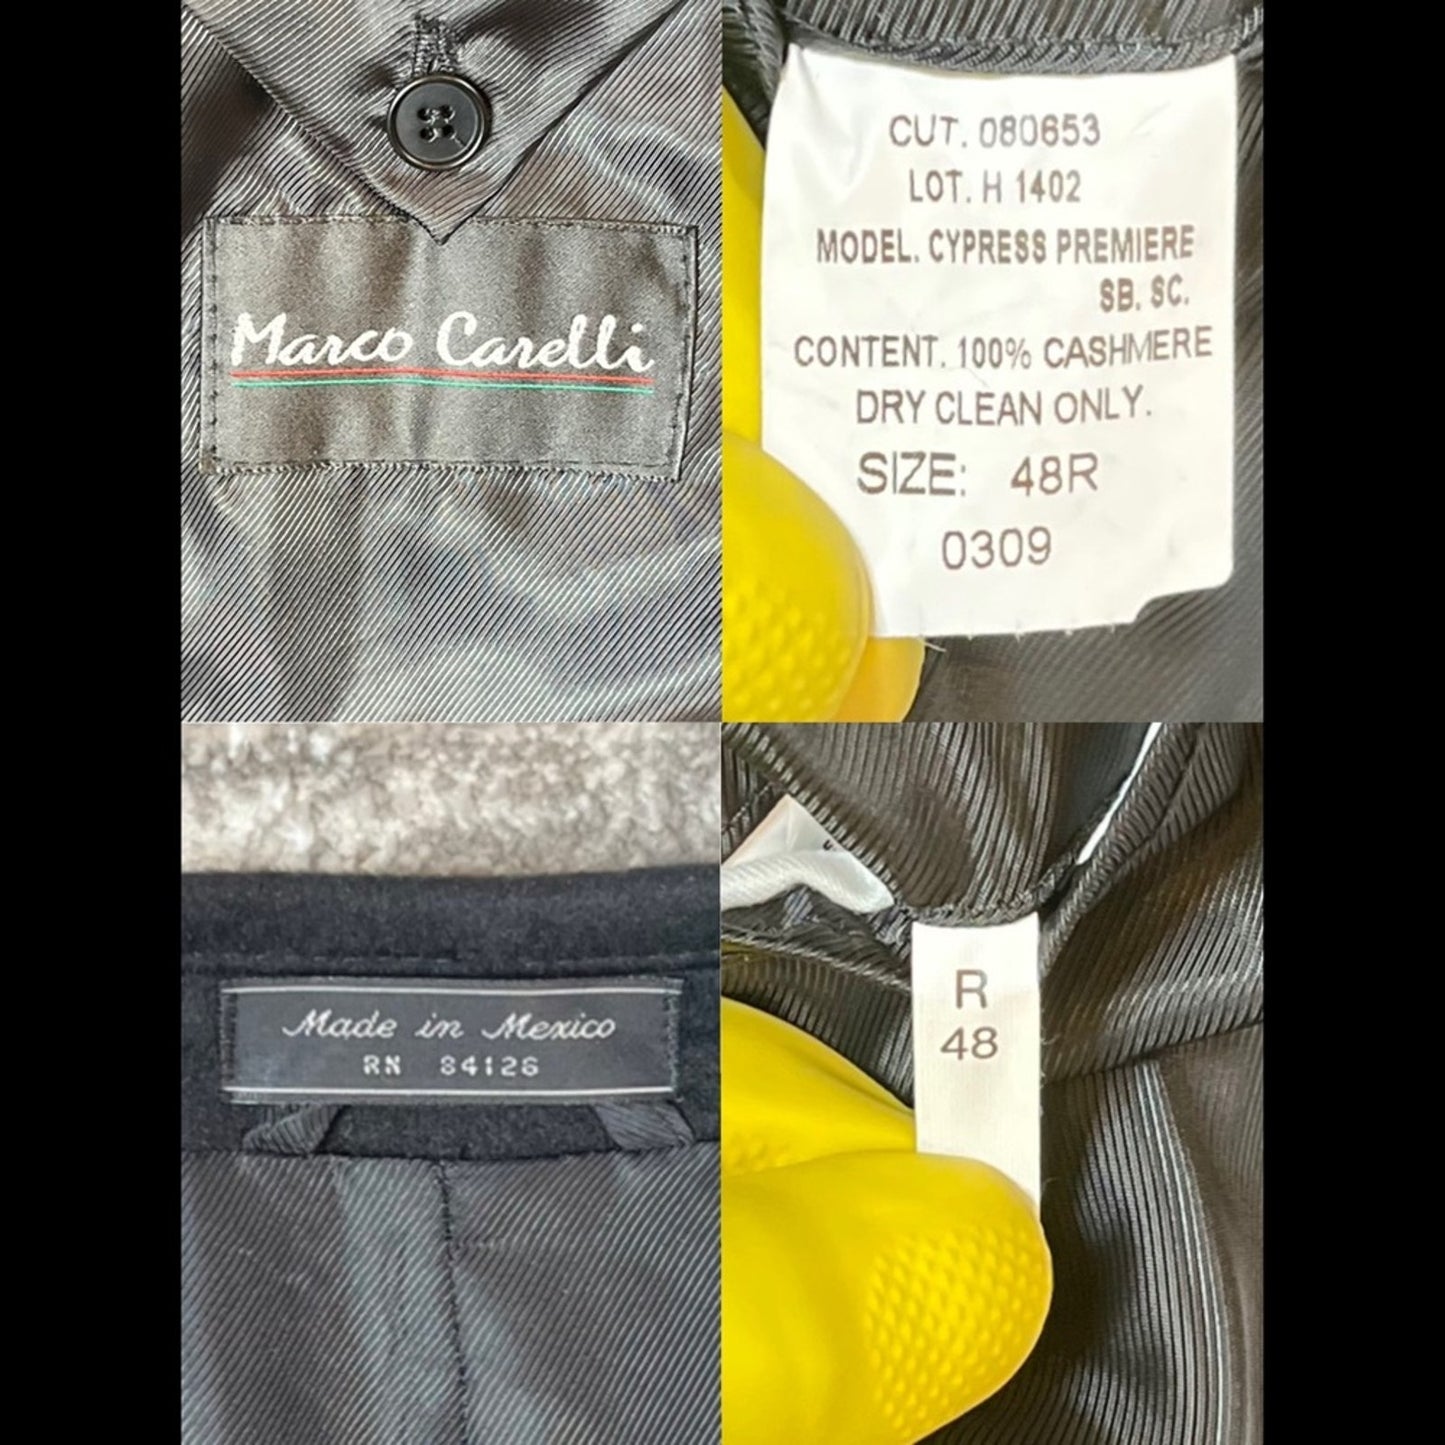 Marco Carelli
CUT. 080653
LOT. H 1402
MODEL. CYPRESS PREMIERE
SB. SC.
CONTENT. 100% CASHMERE
DRY CLEAN ONLY.
SIZE: 48R
0309
Made in Mexico
RN 84126
R
48